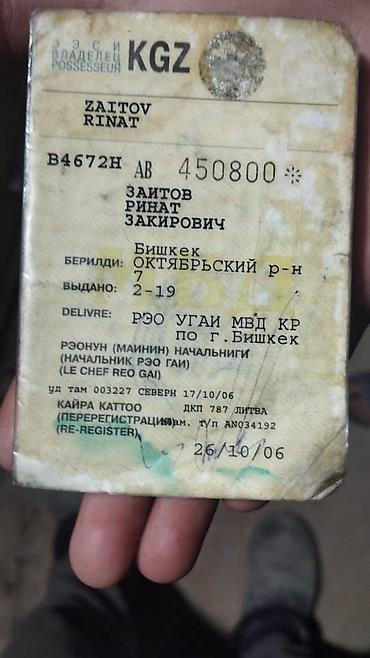 ЭЭСИ
ВЛАДЕЛЕЦ
POSSESSEUR
KGZ
ZAITOV
RINAT
B4672H AB 450800*
ЗАИТОВ
РИНАТ
ЗАКИРОВИЧ
Бишкек
БЕРИЛДИ: ОКТЯБРЬСКИЙ р-н
7
ВЫДАНО: 2-19
DELIVRE: РЭО УГАИ МВД КР
по г.Бишкек
РЭОНУН (МАИНИН) НАЧАЛЬНИГИ
(НАЧАЛЬНИК РЭО ГАИ)
(LE CHEF REO GAI)
уд там 003227 СЕВЕРН 17/10/06
КАЙРА КАТТОО ДКП 787 ЛИТВА
(ПЕРЕРЕГИСТРАЦИЯ) зам. т/п AN034192
(RE-REGISTER)
26/10/06